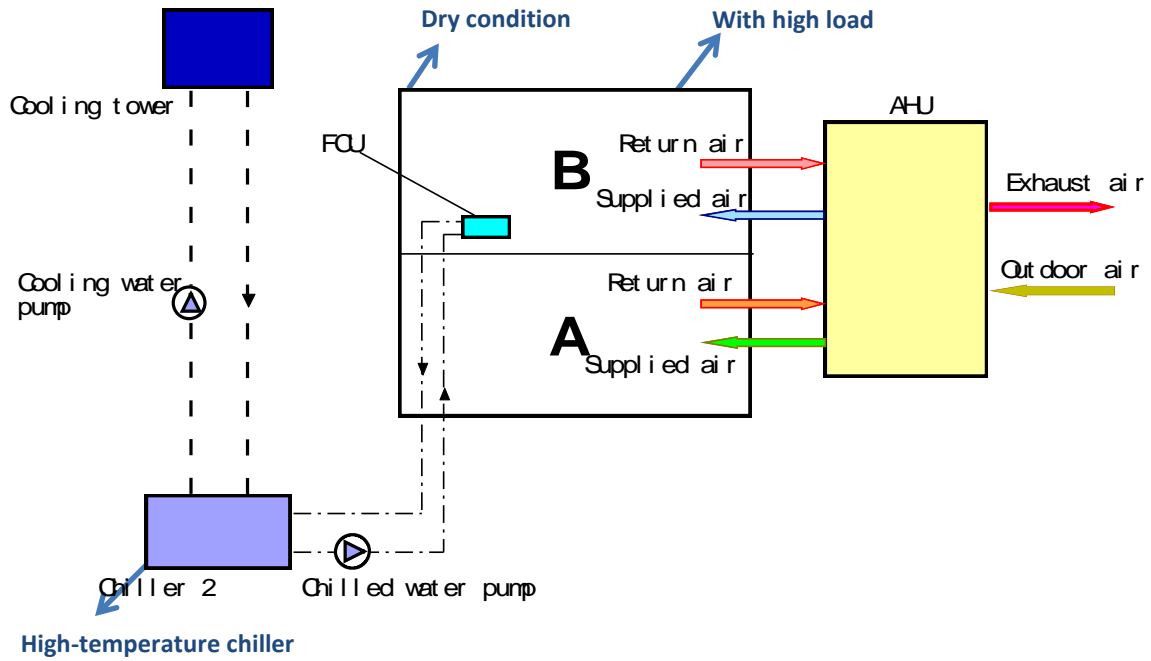 Dry condition
With high load
Cooling tower
AHU
FCU
Return air
B
Supplied air
Exhaust air
Cooling water
pump
Return air
Outdoor air
A
Supplied air
Chiller 2
Chilled water pump
High-temperature chiller